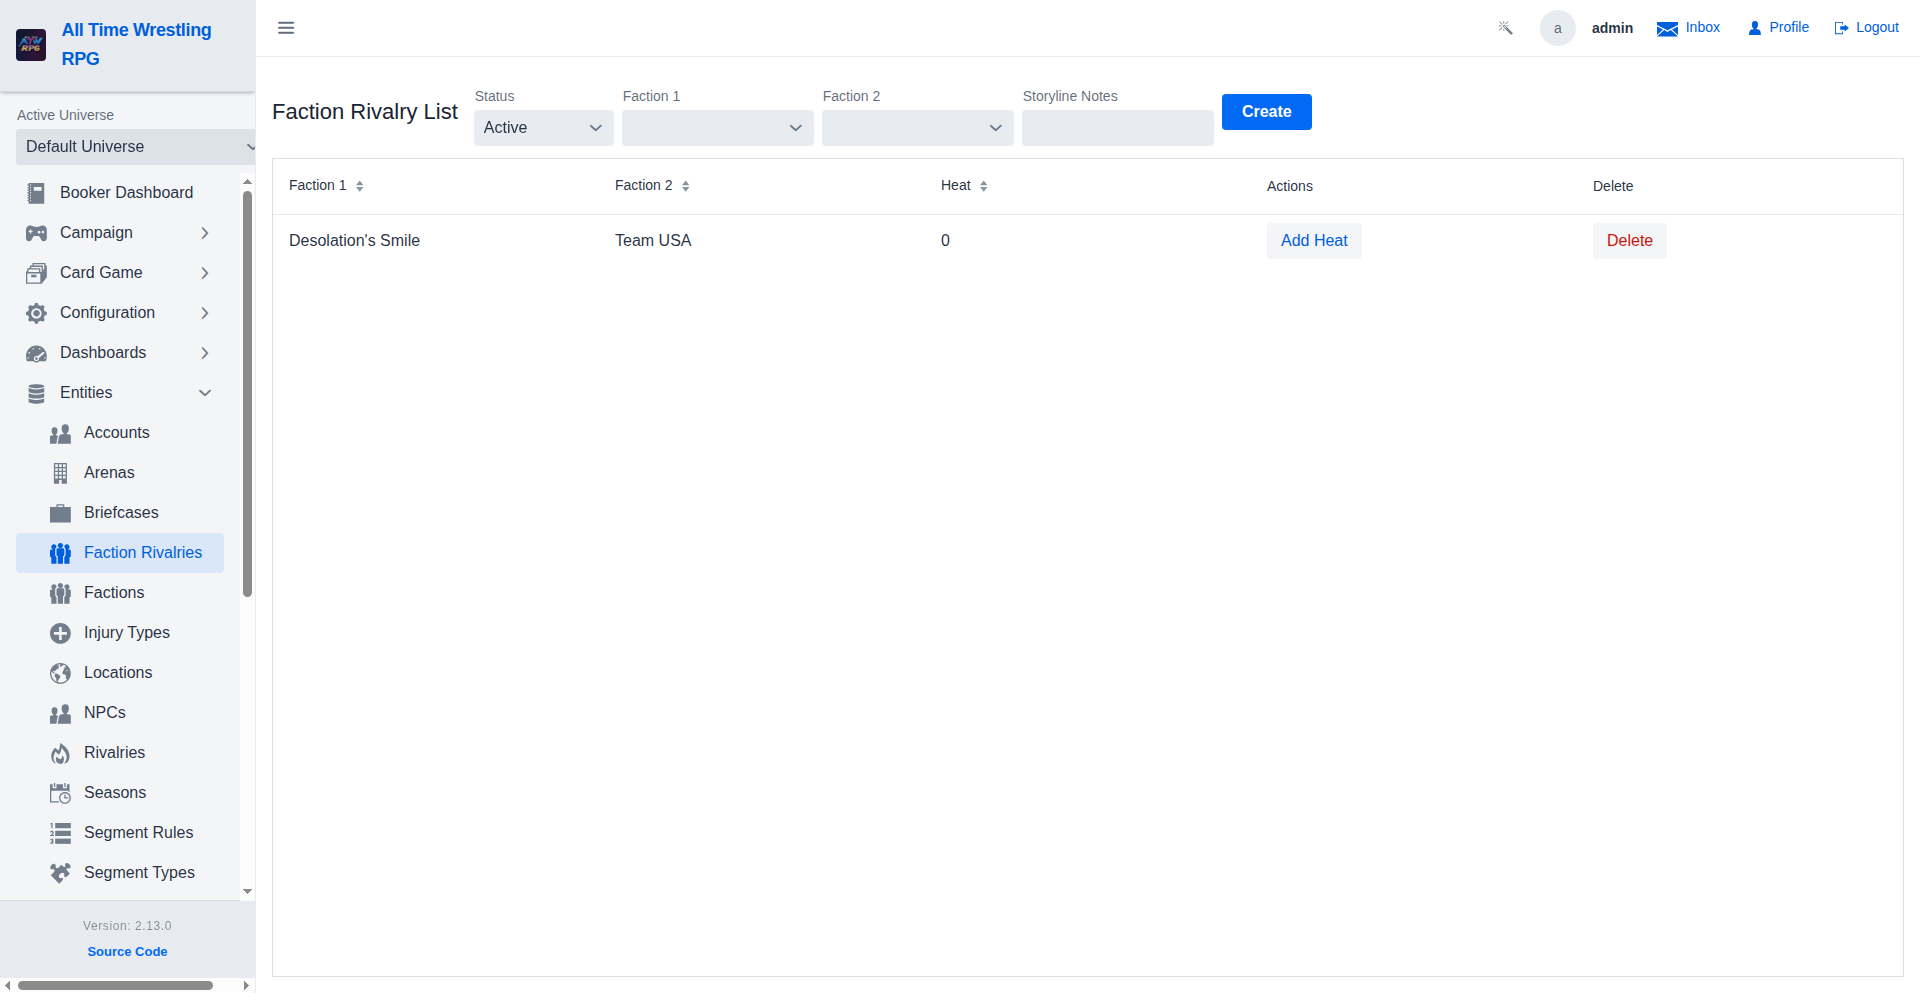 All Time Wrestling
RPG
Active Universe
Default Universe
Booker Dashboard
Campaign
Card Game
Configuration
Dashboards
Entities
Accounts
Arenas
Briefcases
Faction Rivalries
Factions
Injury Types
Locations
NPCs
Rivalries
Seasons
Segment Rules
Segment Types
Version: 2.13.0
Source Code
a admin Inbox Profile Logout
Faction Rivalry List
Status Faction 1 Faction 2 Storyline Notes
Active
Create
Faction 1 Faction 2 Heat Actions Delete
Desolation's Smile Team USA 0 Add Heat Delete